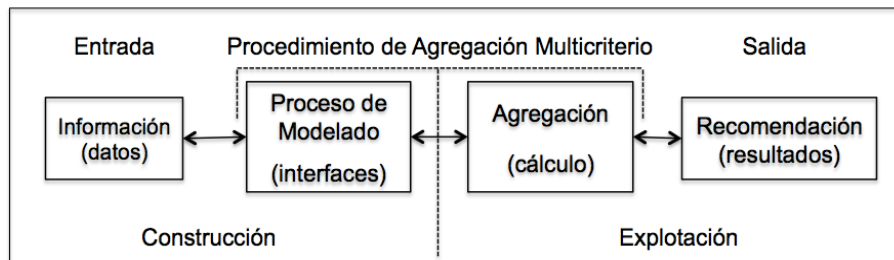 Entrada
Procedimiento de Agregación Multicriterio
Salida
Información
(datos)
Proceso de
Modelado
(interfaces)
Agregación
(cálculo)
Recomendación
(resultados)
Construcción
Explotación